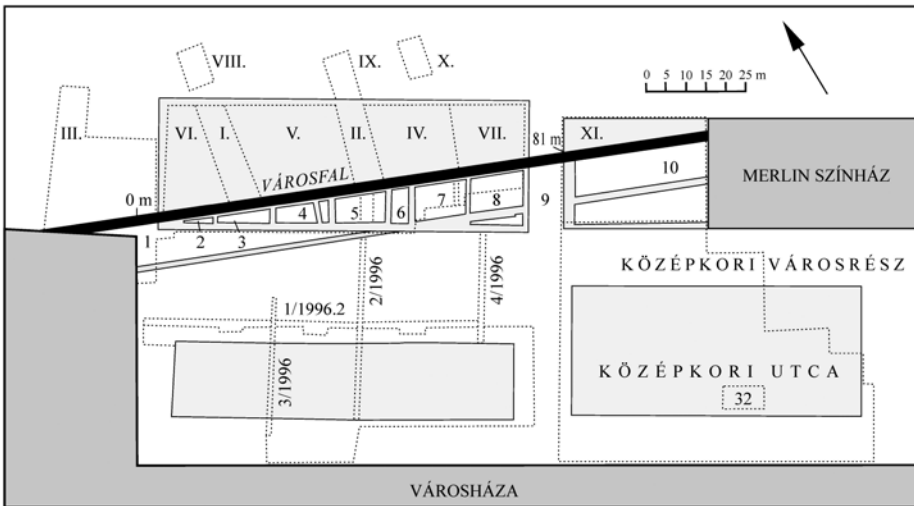 VIII.
IX.
X.
0 5 10 15 20 25 m
III.
VI.
I.
V.
II.
IV.
VII.
XI.
81 m
VÁROSFAL
10
MERLIN SZÍNHÁZ
0 m
1
2
3
4
5
6
7
8
9
KÖZÉPKORI VÁROSRÉSZ
1/1996.2
2/1996
4/1996
3/1996
KÖZÉPKORI UTCA
32
VÁROSHÁZA